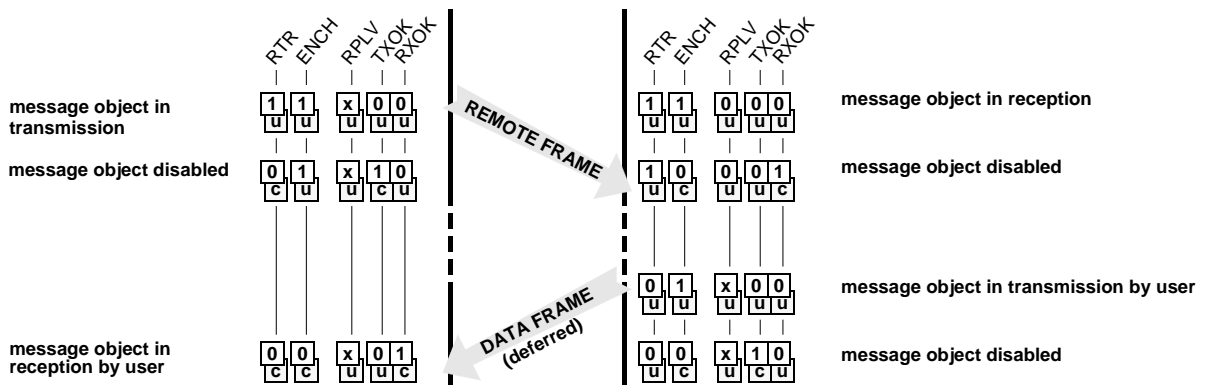 RTR ENCH RPLV TXOK RXOK
RTR ENCH RPLV TXOK RXOK
message object in
transmission
1 1 x 0 0
u u u u u
REMOTE FRAME
1 1 0 0 0
u u u u u
message object in reception
message object disabled
0 1 x 1 0
c u u c u
1 0 0 0 1
u c u u c
message object disabled
0 1 x 0 0
u u u u u
message object in transmission by user
DATA FRAME
(deferred)
message object in
reception by user
0 0 x 0 1
c c u u c
0 0 x 1 0
u c u c u
message object disabled